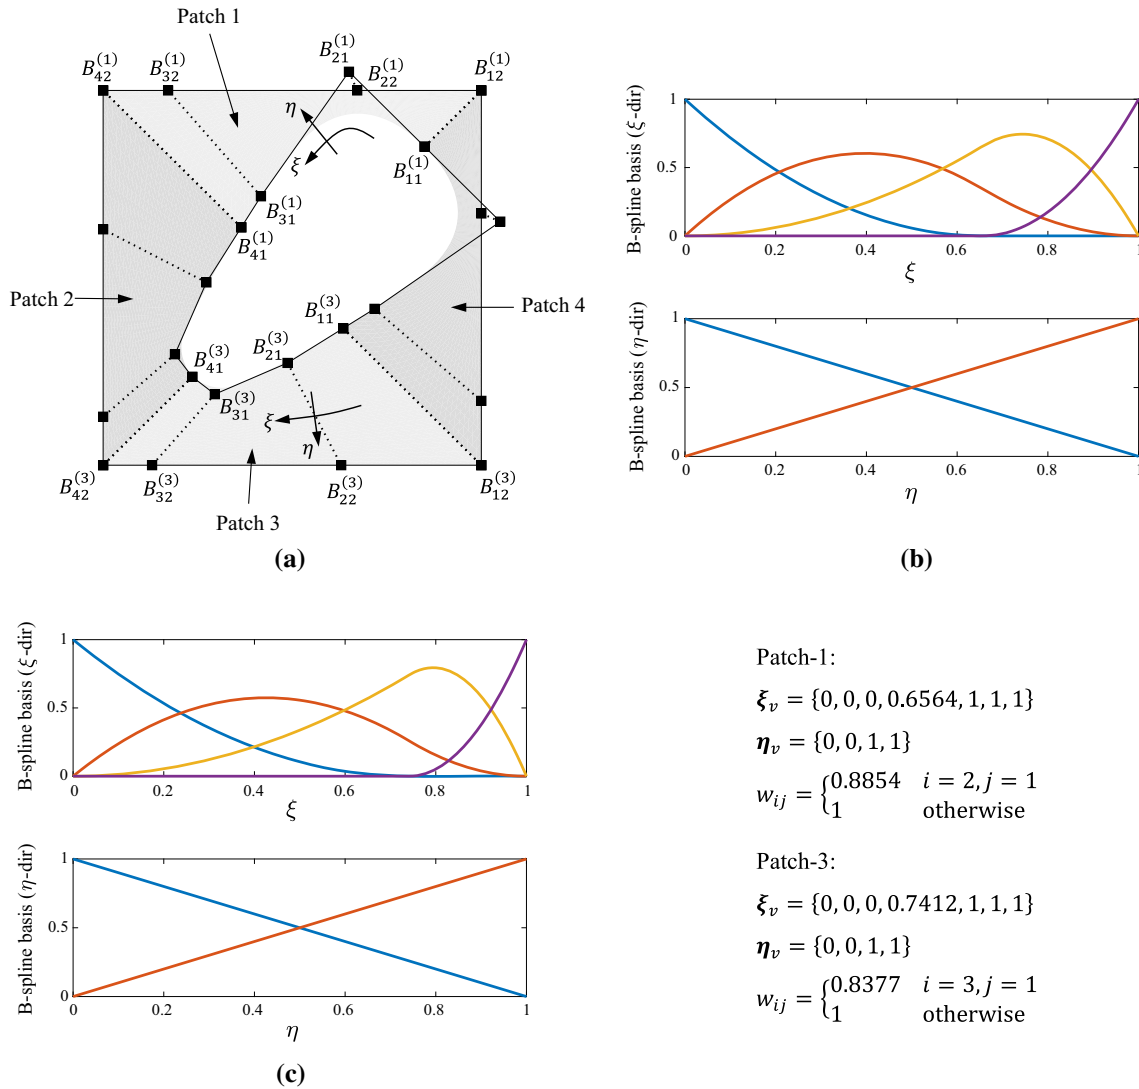 Patch 1
B_{21}^{(1)}
B_{42}^{(1)} B_{32}^{(1)} B_{22}^{(1)} B_{12}^{(1)}
η
ξ
B_{11}^{(1)}
B_{31}^{(1)}
B_{41}^{(1)}
Patch 2
Patch 4
B_{11}^{(3)}
B_{21}^{(3)}
B_{41}^{(3)}
B_{31}^{(3)}
ξ
η
B_{42}^{(3)} B_{32}^{(3)} B_{22}^{(3)} B_{12}^{(3)}
Patch 3
(a)
B-spline basis (ξ-dir)
1
0.5
0
0 0.2 0.4 0.6 0.8 1
ξ
B-spline basis (η-dir)
1
0.5
0
0 0.2 0.4 0.6 0.8 1
η
(b)
B-spline basis (ξ-dir)
1
0.5
0
0 0.2 0.4 0.6 0.8 1
ξ
B-spline basis (η-dir)
1
0.5
0
0 0.2 0.4 0.6 0.8 1
η
(c)
Patch-1:
ξ_v = {0, 0, 0, 0.6564, 1, 1, 1}
η_v = {0, 0, 1, 1}
w_{ij} = { 0.8854 i = 2, j = 1
1 otherwise
Patch-3:
ξ_v = {0, 0, 0, 0.7412, 1, 1, 1}
η_v = {0, 0, 1, 1}
w_{ij} = { 0.8377 i = 3, j = 1
1 otherwise